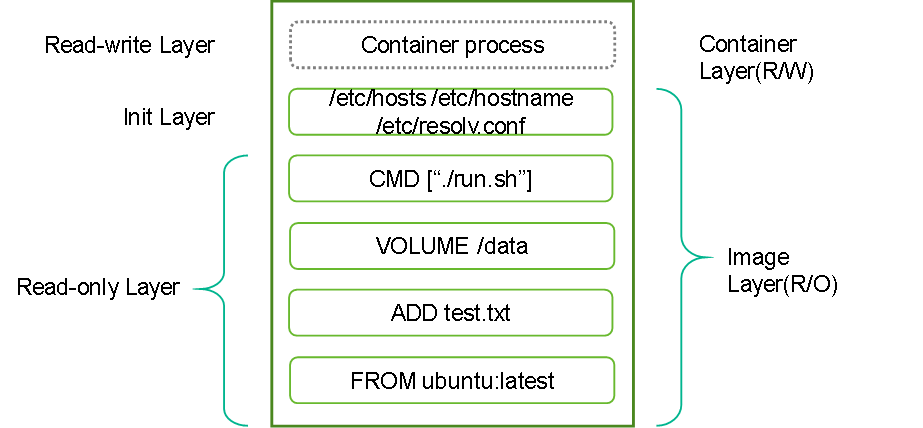 Read-write Layer
Container process
Container
Layer(R/W)
Init Layer
/etc/hosts /etc/hostname
/etc/resolv.conf
CMD [“./run.sh”]
VOLUME /data
Read-only Layer
Image
Layer(R/O)
ADD test.txt
FROM ubuntu:latest